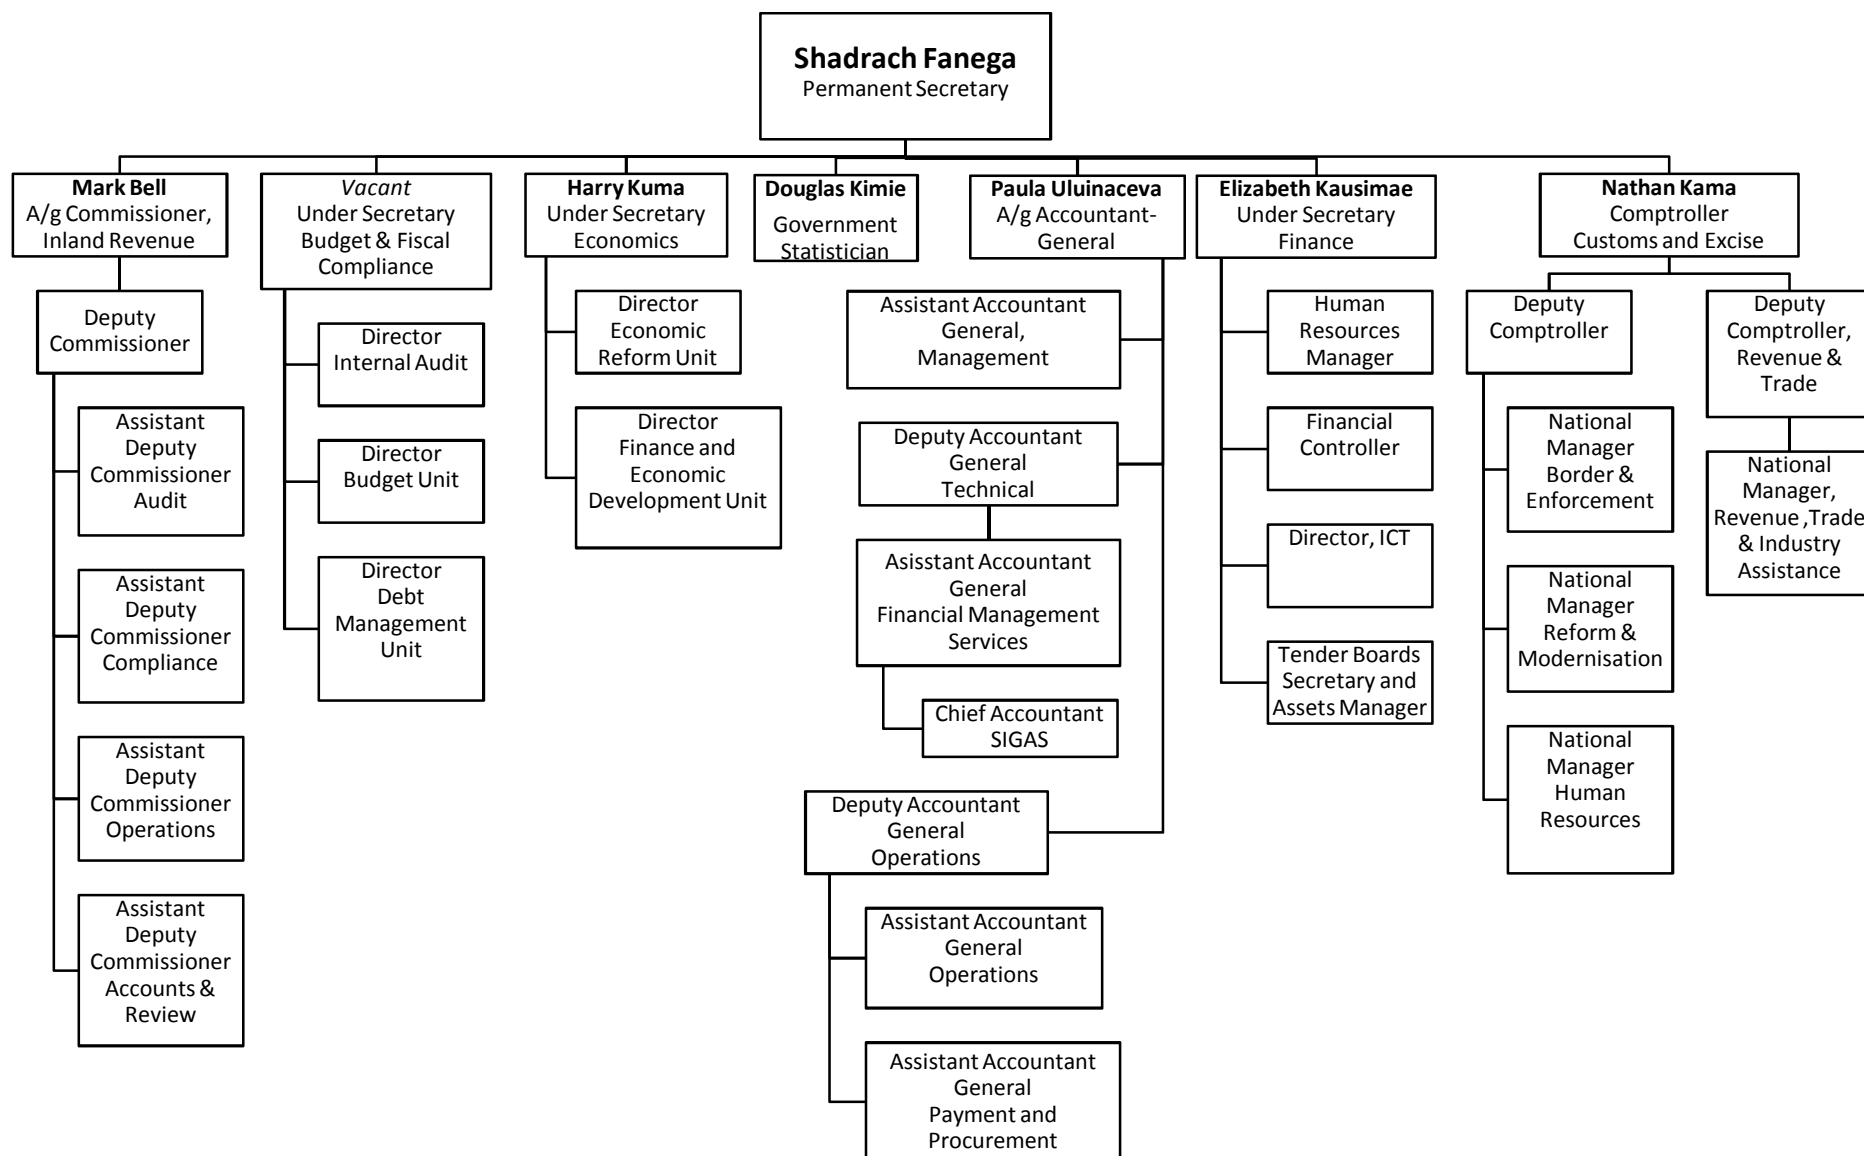 Shadrach Fanega
Permanent Secretary
Mark Bell
A/g Commissioner,
Inland Revenue
Vacant
Under Secretary
Budget & Fiscal
Compliance
Harry Kuma
Under Secretary
Economics
Douglas Kimie
Government
Statistician
Paula Uluinaceva
A/g Accountant-
General
Elizabeth Kausimae
Under Secretary
Finance
Nathan Kama
Comptroller
Customs and Excise
Deputy
Commissioner
Assistant
Deputy
Commissioner
Audit
Assistant
Deputy
Commissioner
Compliance
Assistant
Deputy
Commissioner
Operations
Assistant
Deputy
Commissioner
Accounts &
Review
Director
Internal Audit
Director
Budget Unit
Director
Debt
Management
Unit
Director
Economic
Reform Unit
Director
Finance and
Economic
Development Unit
Assistant Accountant
General,
Management
Deputy Accountant
General
Technical
Asisstant Accountant
General
Financial Management
Services
Chief Accountant
SIGAS
Deputy Accountant
General
Operations
Assistant Accountant
General
Operations
Assistant Accountant
General
Payment and
Procurement
Human
Resources
Manager
Financial
Controller
Director, ICT
Tender Boards
Secretary and
Assets Manager
Deputy
Comptroller
National
Manager
Border &
Enforcement
National
Manager
Reform &
Modernisation
National
Manager
Human
Resources
Deputy
Comptroller,
Revenue &
Trade
National
Manager,
Revenue ,Trade
& Industry
Assistance